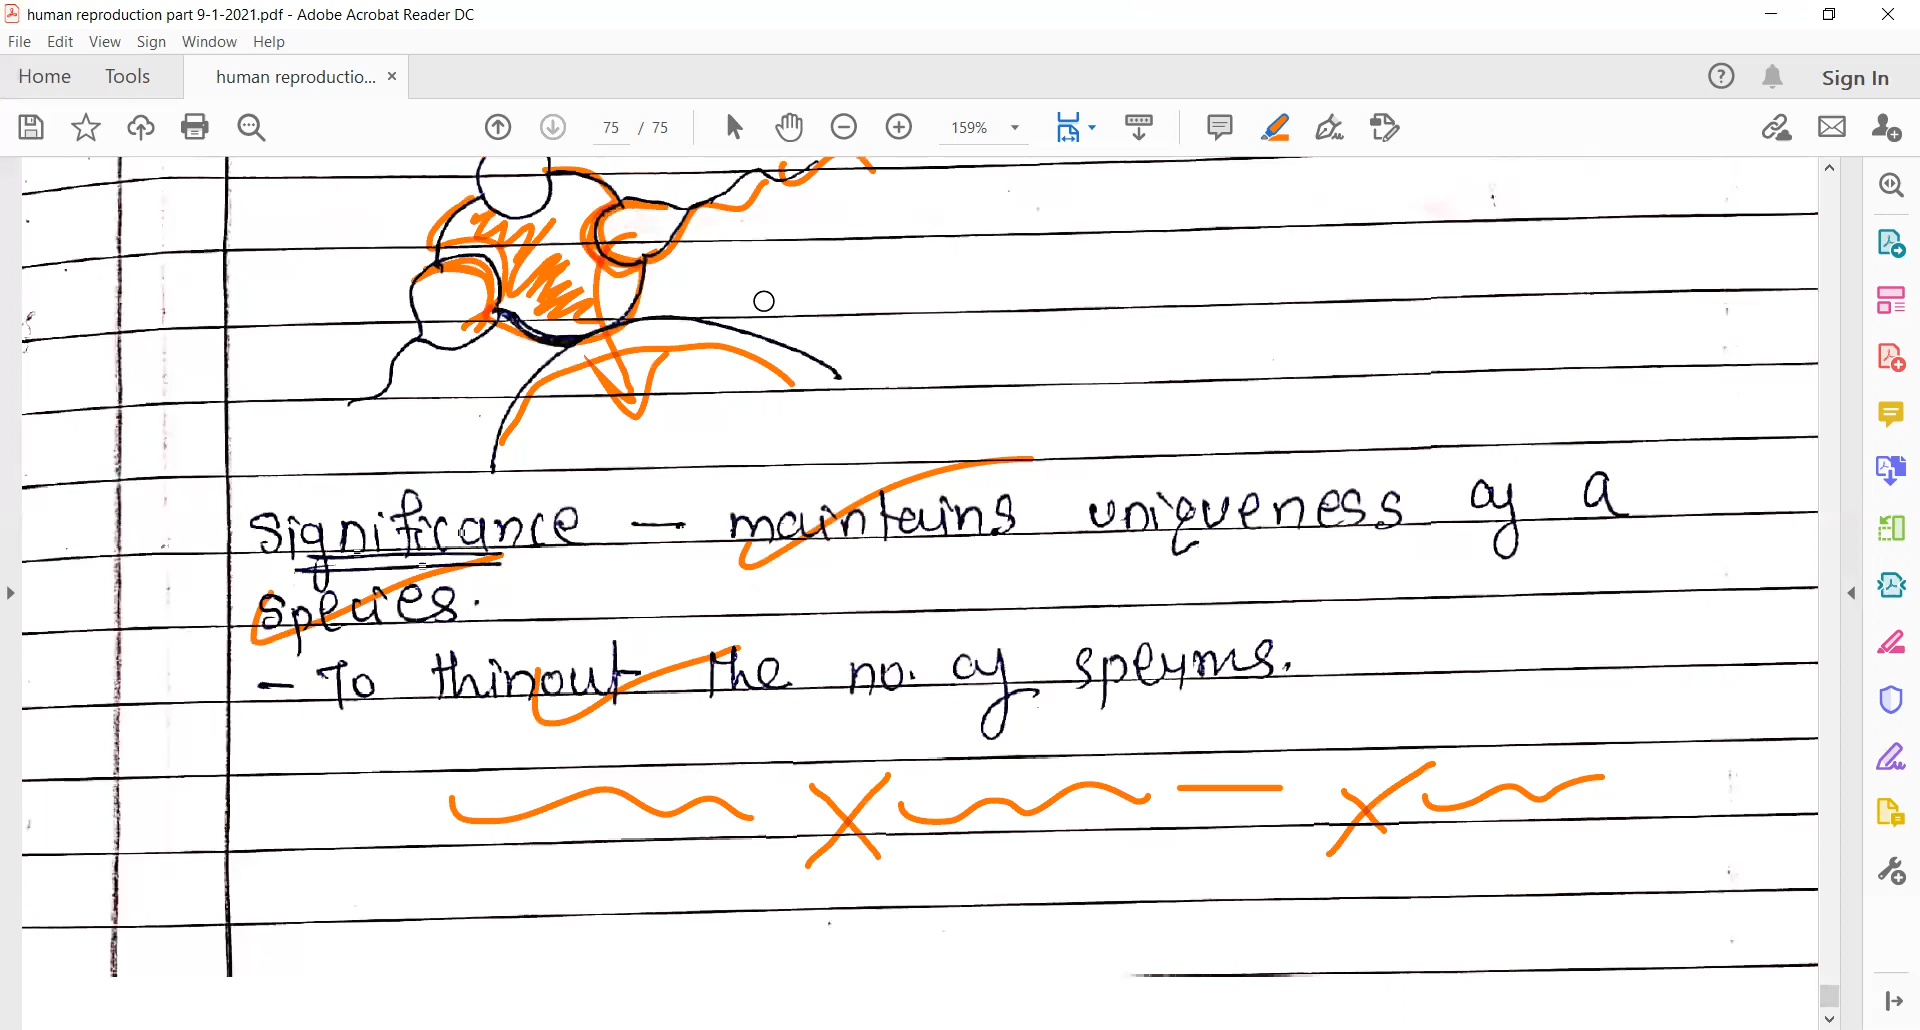 human reproduction part 9-1-2021.pdf - Adobe Acrobat Reader DC
File Edit View Sign Window Help
Home Tools human reproductio... × Sign In
75 / 75 159%
significance — maintains uniqueness of a
species.
- To thinout the no. of sperms.